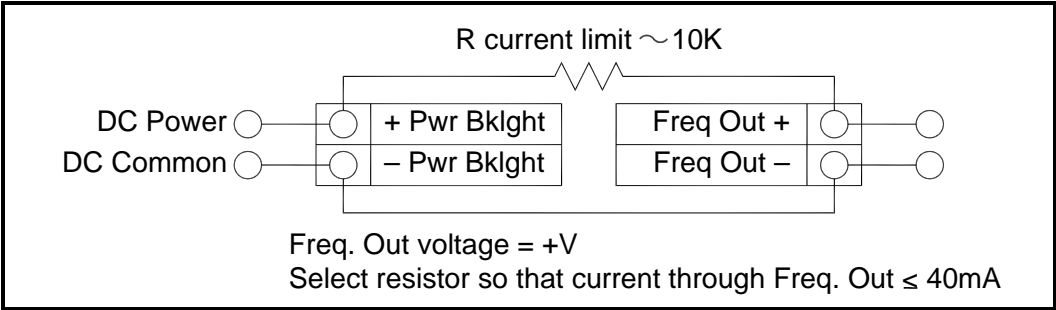 R current limit ~ 10K
DC Power
+ Pwr Bklght
Freq Out +
DC Common
– Pwr Bklght
Freq Out –
Freq. Out voltage = +V
Select resistor so that current through Freq. Out ≤ 40mA